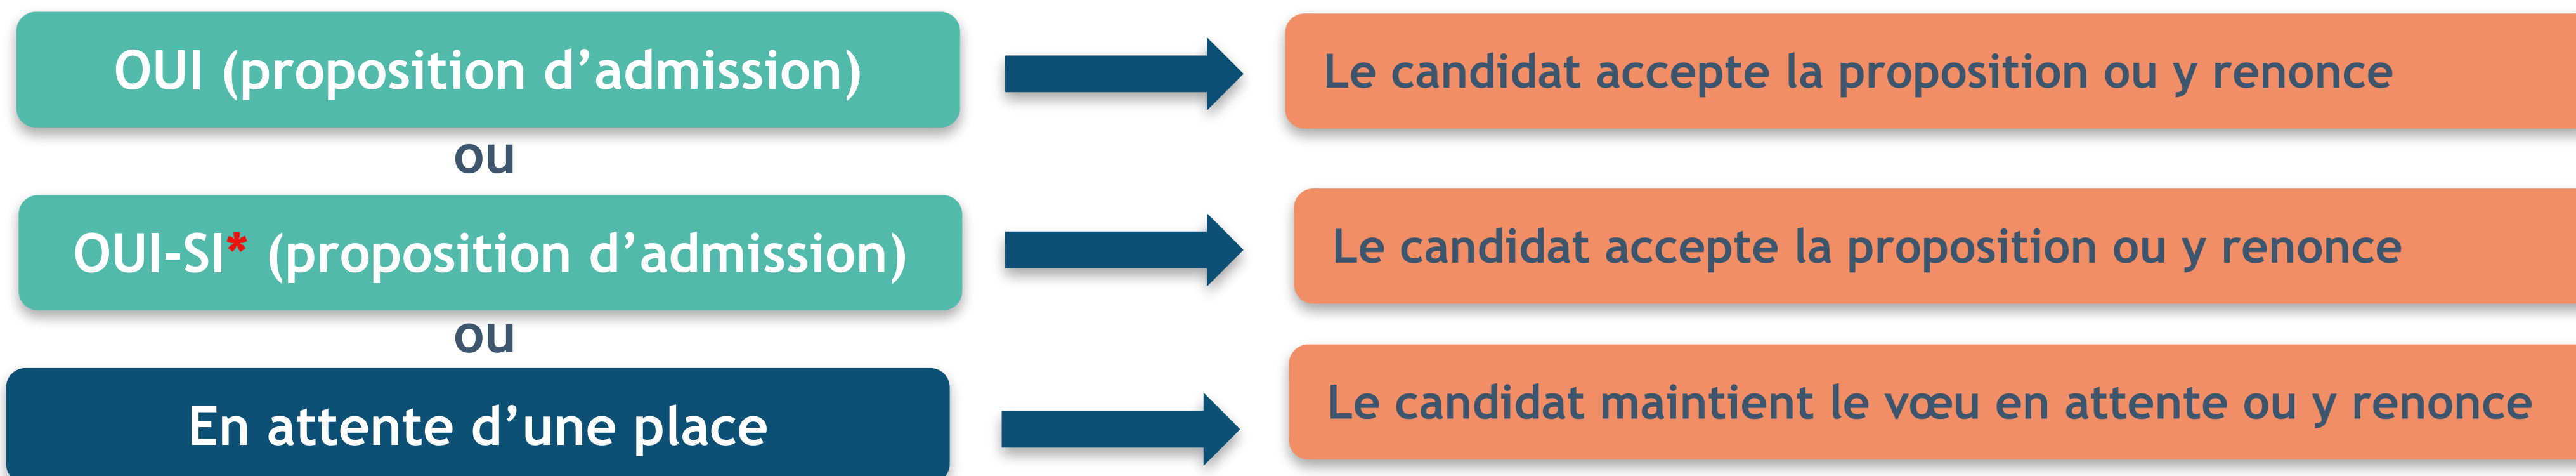 OUI (proposition d’admission)
Le candidat accepte la proposition ou y renonce
ou
OUI-SI* (proposition d’admission)
Le candidat accepte la proposition ou y renonce
ou
En attente d’une place
Le candidat maintient le vœu en attente ou y renonce